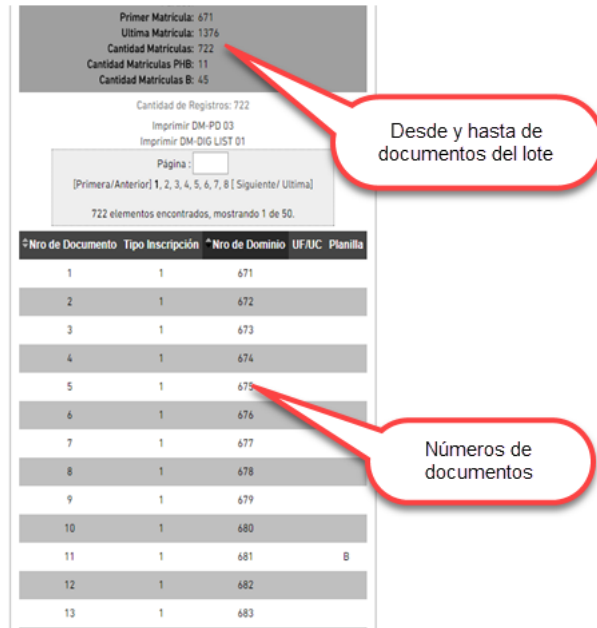 Primer Matrícula: 671
Ultima Matrícula: 1376
Cantidad Matrículas: 722
Cantidad Matrículas PHB: 11
Cantidad Matrículas B: 45
Cantidad de Registros: 722
Imprimir DM-PD 03
Imprimir DM-DIG LIST 01
Página :
[Primera/Anterior] 1, 2, 3, 4, 5, 6, 7, 8 [ Siguiente/ Ultima]
722 elementos encontrados, mostrando 1 de 50.
Desde y hasta de
documentos del lote
Nro de Documento Tipo Inscripción Nro de Dominio UF/UC Planilla
1 1 671
2 1 672
3 1 673
4 1 674
5 1 675
6 1 676
7 1 677
8 1 678
9 1 679
10 1 680
11 1 681 B
12 1 682
13 1 683
Números de
documentos